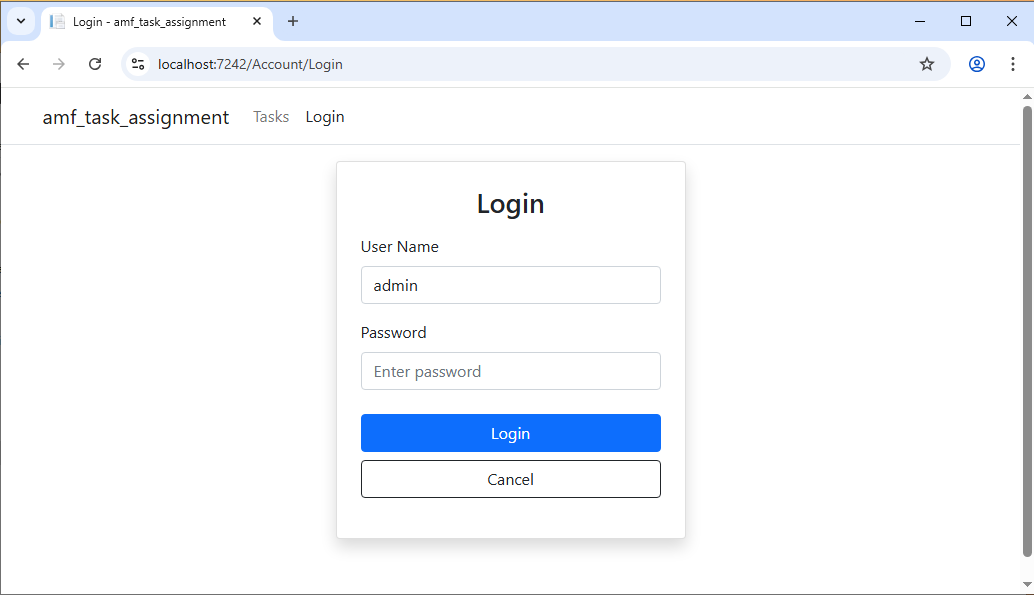 Login - amf_task_assignment
localhost:7242/Account/Login
amf_task_assignment Tasks Login
Login
User Name
admin
Password
Enter password
Login
Cancel